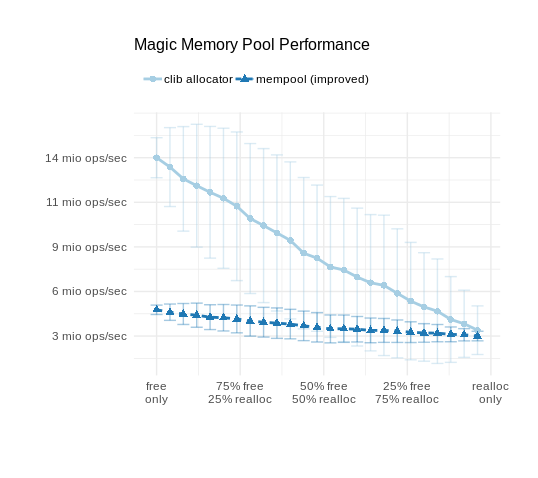 Magic Memory Pool Performance
clib allocator mempool (improved)
14 mio ops/sec
11 mio ops/sec
9 mio ops/sec
6 mio ops/sec
3 mio ops/sec
free only
75% free 25% realloc
50% free 50% realloc
25% free 75% realloc
realloc only